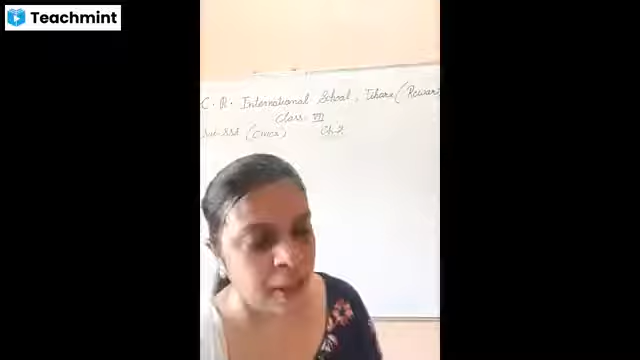 Teachmint
C.R. International School, Tihara (Rewari
Class - VII
Sub-SSt (Civics) Ch-2